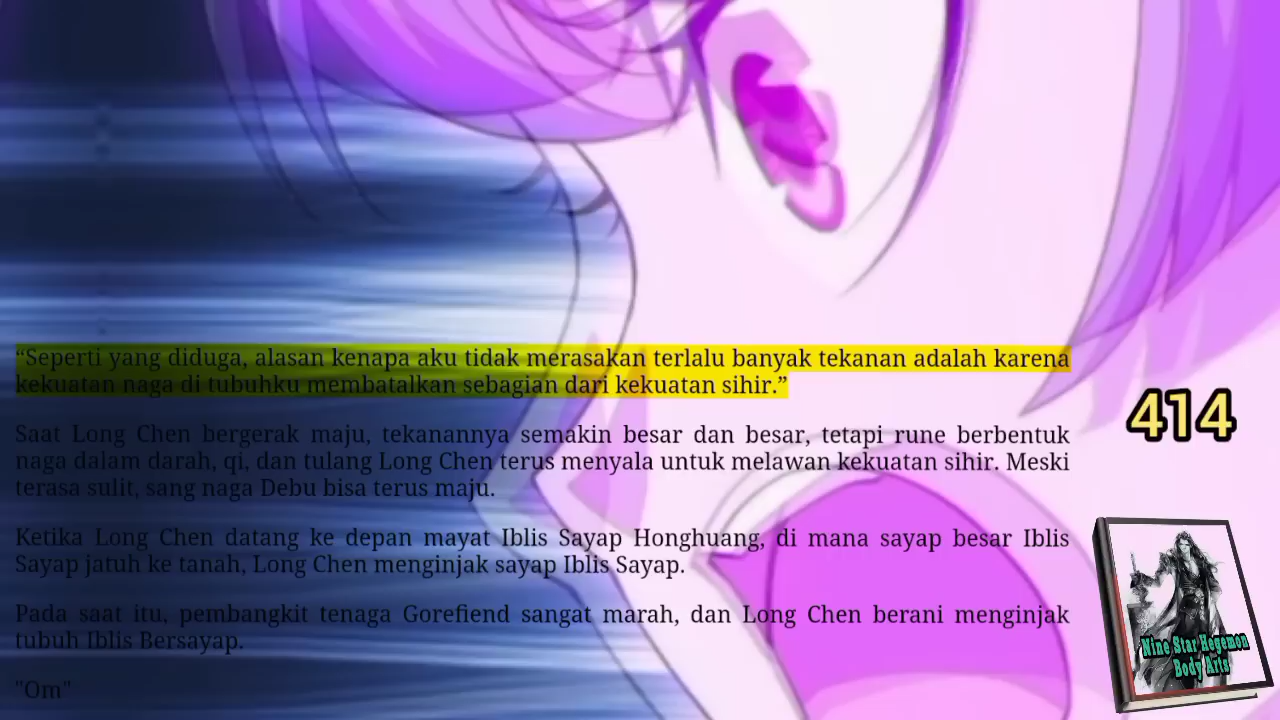 “Seperti yang diduga, alasan kenapa aku tidak merasakan terlalu banyak tekanan adalah karena
kekuatan naga di tubuhku membatalkan sebagian dari kekuatan sihir.”
Saat Long Chen bergerak maju, tekanannya semakin besar dan besar, tetapi rune berbentuk
naga dalam darah, qi, dan tulang Long Chen terus menyala untuk melawan kekuatan sihir. Meski
terasa sulit, sang naga Debu bisa terus maju.
Ketika Long Chen datang ke depan mayat Iblis Sayap Honghuang, di mana sayap besar Iblis
Sayap jatuh ke tanah, Long Chen menginjak sayap Iblis Sayap.
Pada saat itu, pembangkit tenaga Gorefiend sangat marah, dan Long Chen berani menginjak
tubuh Iblis Bersayap.
"Om"
414
Nine Star Hegemon
Body Arts